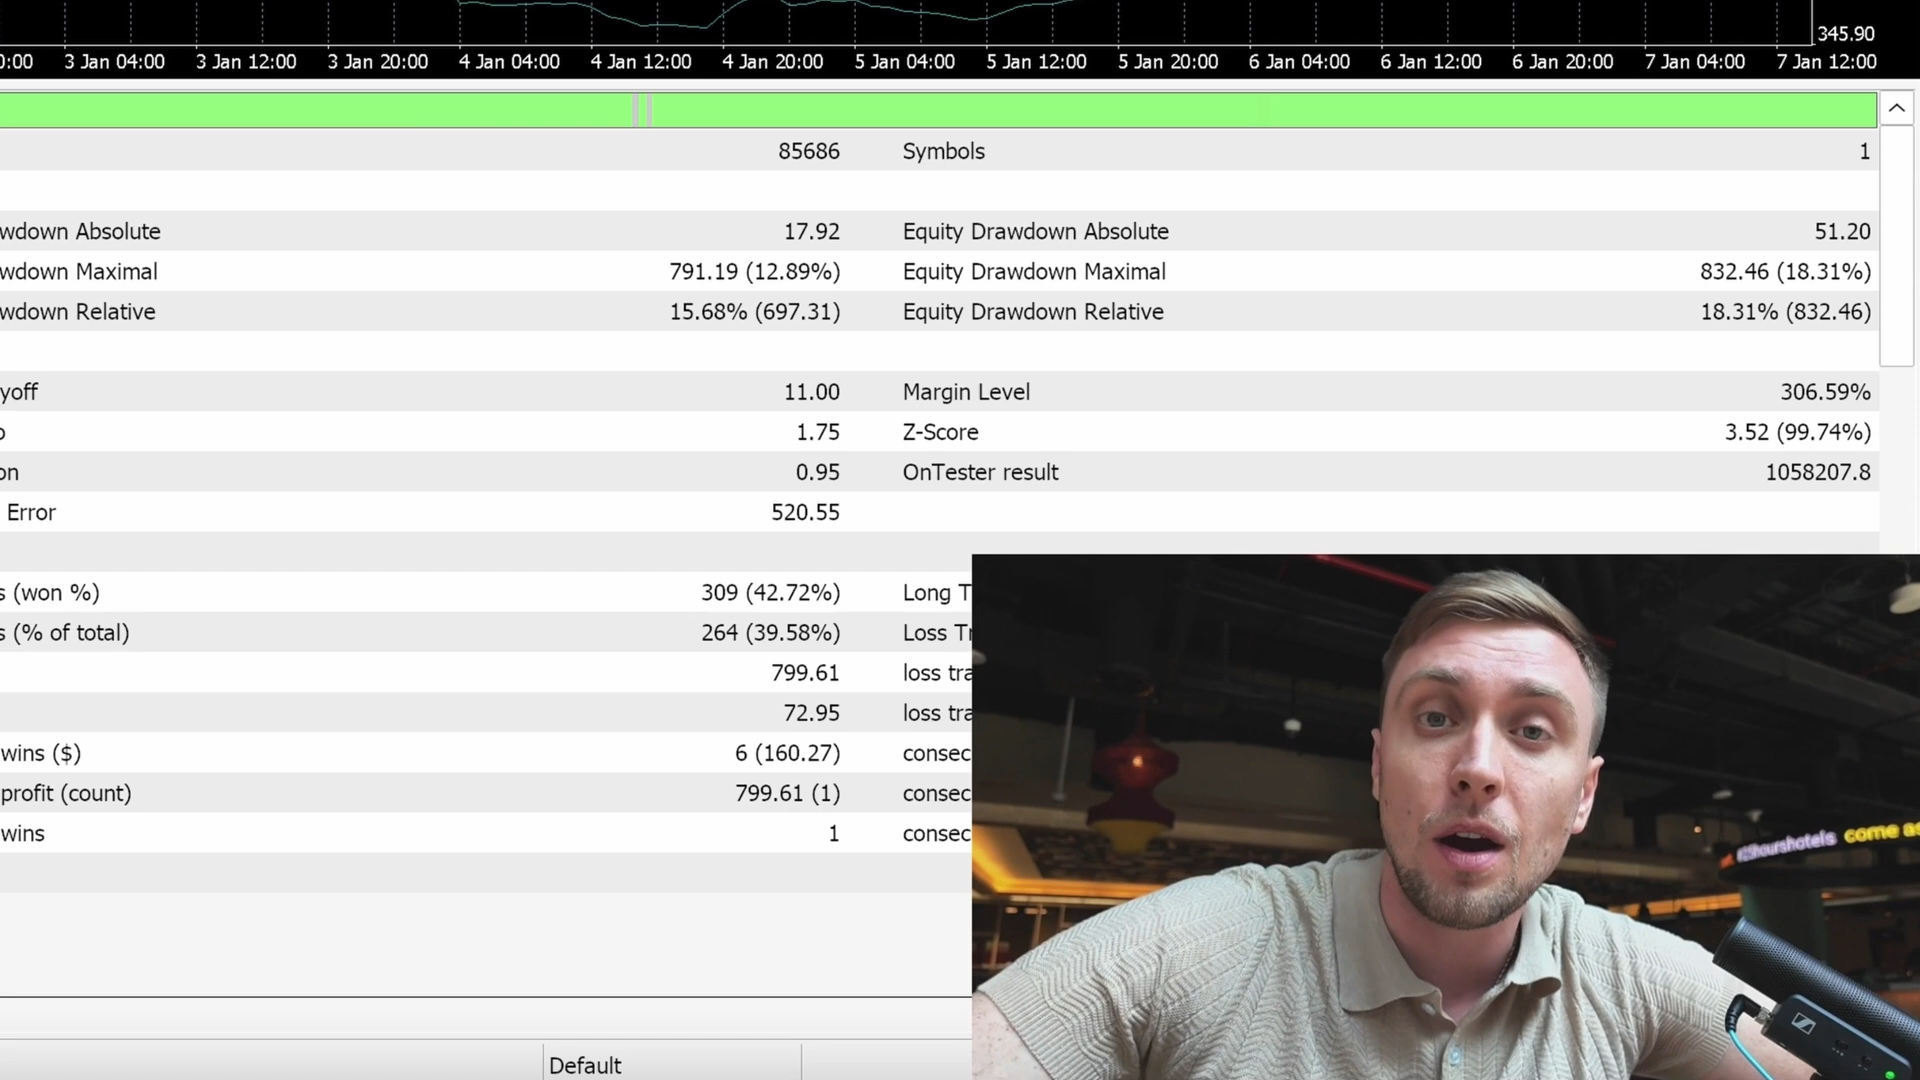 345.90
0:00 3 Jan 04:00 3 Jan 12:00 3 Jan 20:00 4 Jan 04:00 4 Jan 12:00 4 Jan 20:00 5 Jan 04:00 5 Jan 12:00 5 Jan 20:00 6 Jan 04:00 6 Jan 12:00 6 Jan 20:00 7 Jan 04:00 7 Jan 12:00
85686 Symbols 1
wdown Absolute 17.92 Equity Drawdown Absolute 51.20
wdown Maximal 791.19 (12.89%) Equity Drawdown Maximal 832.46 (18.31%)
wdown Relative 15.68% (697.31) Equity Drawdown Relative 18.31% (832.46)
yoff 11.00 Margin Level 306.59%
o 1.75 Z-Score 3.52 (99.74%)
on 0.95 OnTester result 1058207.8
Error 520.55
s (won %) 309 (42.72%) Long T
s (% of total) 264 (39.58%) Loss Tr
799.61 loss tra
72.95 loss tra
wins ($) 6 (160.27) consec
profit (count) 799.61 (1) consec
wins 1 consec
#25hourshotels come as
Default